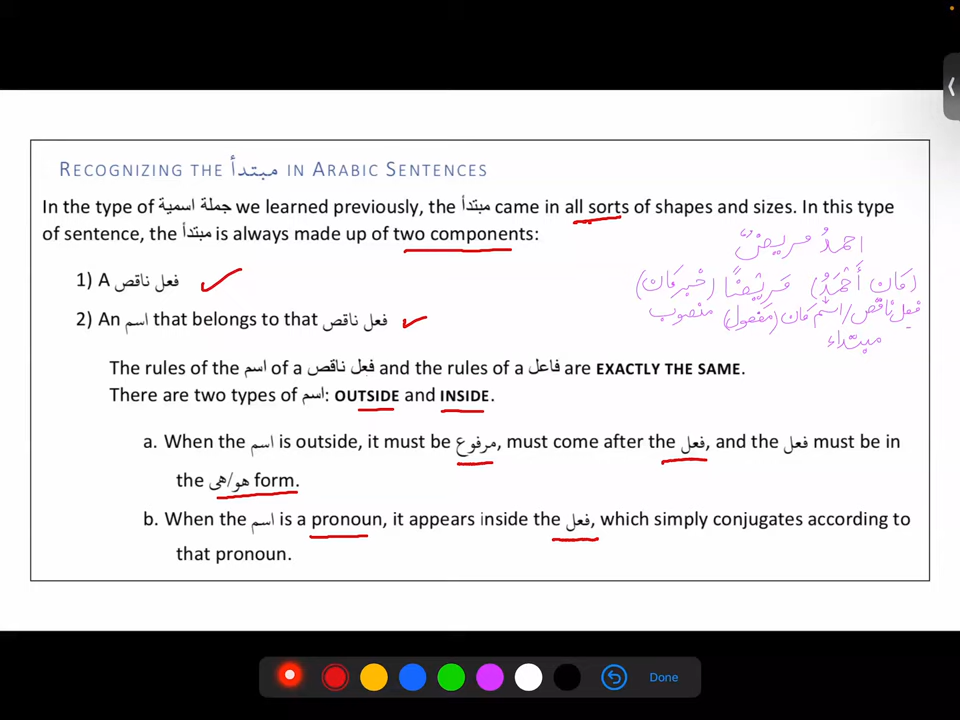 RECOGNIZING THE مبتدأ IN ARABIC SENTENCES
In the type of جملة اسمية we learned previously, the مبتدأ came in all sorts of shapes and sizes. In this type
of sentence, the مبتدأ is always made up of two components:
احمدُ مريضٌ
1) A فعل ناقص
(كان أَحْمَدُ) مَرِيْضًا (خبر كان)
فعل ناقص/اسم كان (مفعول) منصوب
2) An اسم that belongs to that فعل ناقص
مبتداء
The rules of the اسم of a فعل ناقص and the rules of a فاعل are EXACTLY THE SAME.
There are two types of اسم: OUTSIDE and INSIDE.
a. When the اسم is outside, it must be مرفوع, must come after the فعل, and the فعل must be in
the هو/هى form.
b. When the اسم is a pronoun, it appears inside the فعل, which simply conjugates according to
that pronoun.
Done